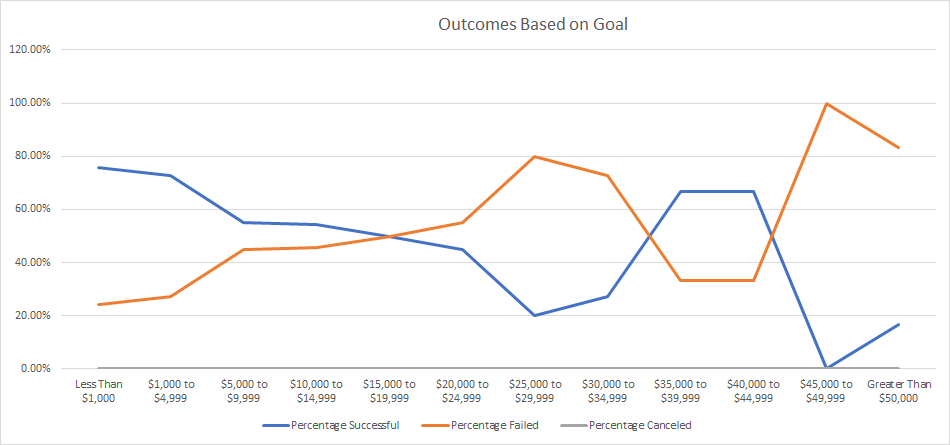 Outcomes Based on Goal
120.00%
100.00%
80.00%
60.00%
40.00%
20.00%
0.00%
Less Than $1,000 to $5,000 to $10,000 to $15,000 to $20,000 to $25,000 to $30,000 to $35,000 to $40,000 to $45,000 to Greater Than
$1,000 $4,999 $9,999 $14,999 $19,999 $24,999 $29,999 $34,999 $39,999 $44,999 $49,999 $50,000
Percentage Successful Percentage Failed Percentage Canceled